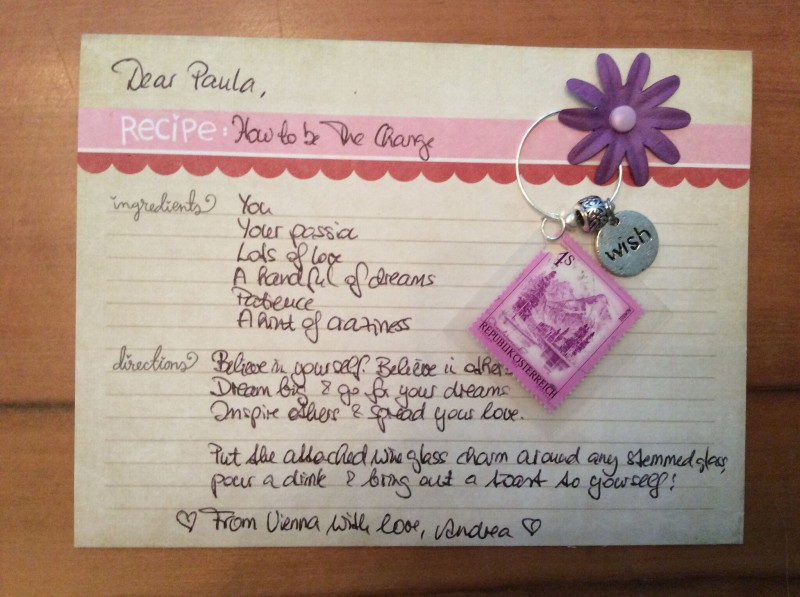 Dear Paula,
Recipe: How to be The Change
ingredients You
Your passion
Lots of love
A handful of dreams
Patience
A hint of craziness
directions Believe in yourself. Believe in others.
Dream big & go for your dreams
Inspire others & spread your love.
Put the attached wine glass charm around any stemmed glass,
pour a drink & bring out a toast to yourself!
♡ From Vienna with love, Andrea ♡
wish
1S
REPUBLIK ÖSTERREICH